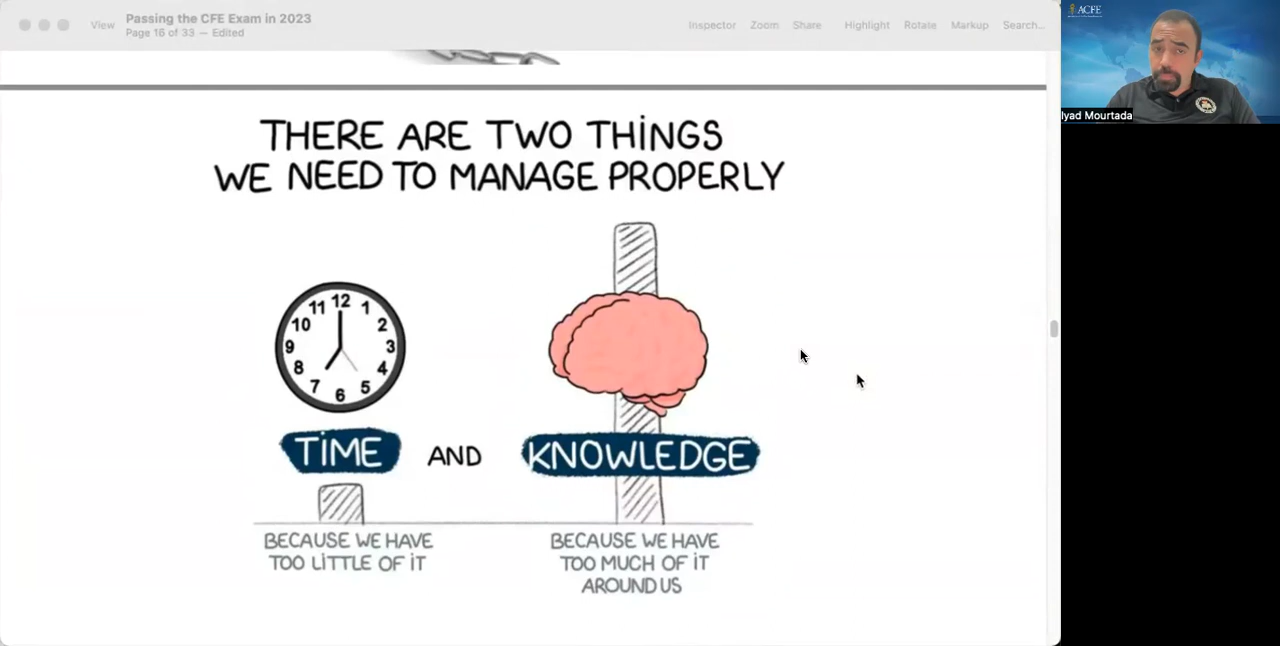 View
Passing the CFE Exam in 2023
Page 16 of 33 — Edited
Inspector Zoom Share Highlight Rotate Markup Search...
ACFE
Iyad Mourtada
THERE ARE TWO THINGS
WE NEED TO MANAGE PROPERLY
11 12 1
10 2
9 3
8 4
7 6 5
TIME AND KNOWLEDGE
BECAUSE WE HAVE
TOO LITTLE OF IT
BECAUSE WE HAVE
TOO MUCH OF IT
AROUND US